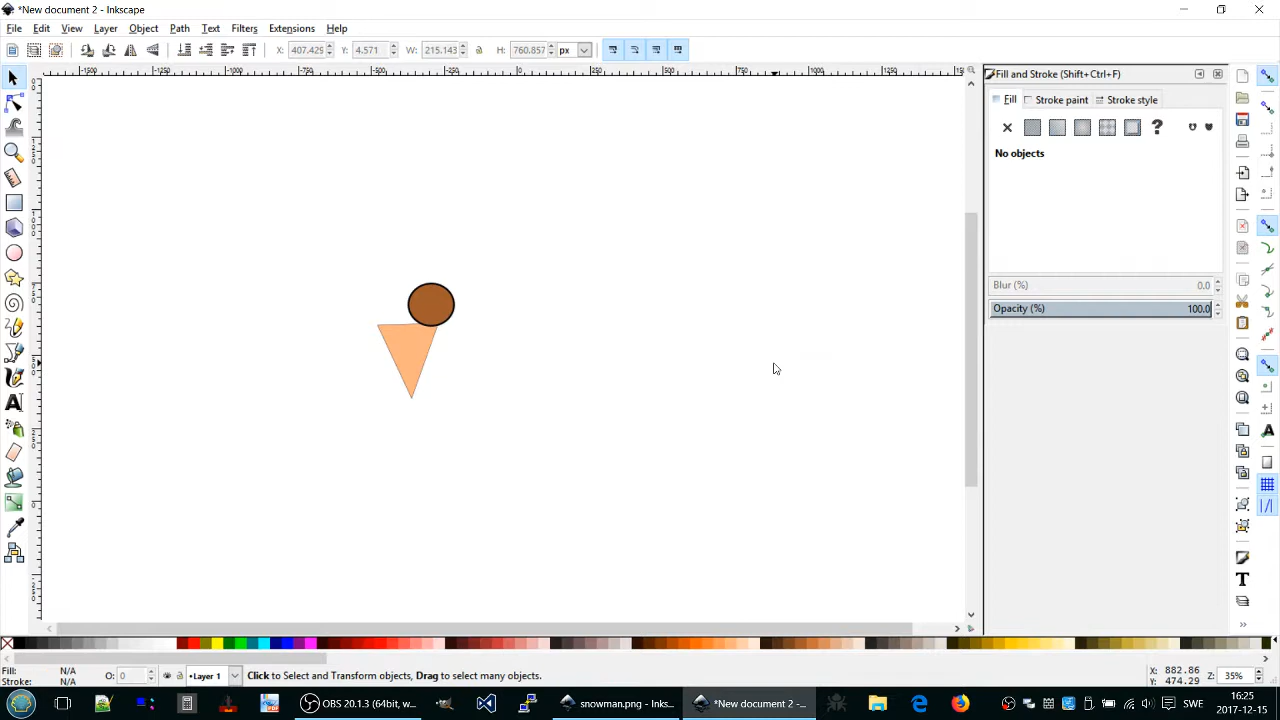 *New document 2 - Inkscape
File Edit View Layer Object Path Text Filters Extensions Help
X: 407.429 Y: 4.571 W: 215.143 H: 760.857 px
Fill and Stroke (Shift+Ctrl+F)
Fill Stroke paint Stroke style
No objects
Blur (%) 0.0
Opacity (%) 100.0
Fill: N/A
Stroke: N/A
O: 0
•Layer 1
Click to Select and Transform objects, Drag to select many objects.
X: 882.86
Y: 474.29
Z: 35%
OBS 20.1.3 (64bit, w...
snowman.png - Inks...
*New document 2 -...
SWE
16:25
2017-12-15